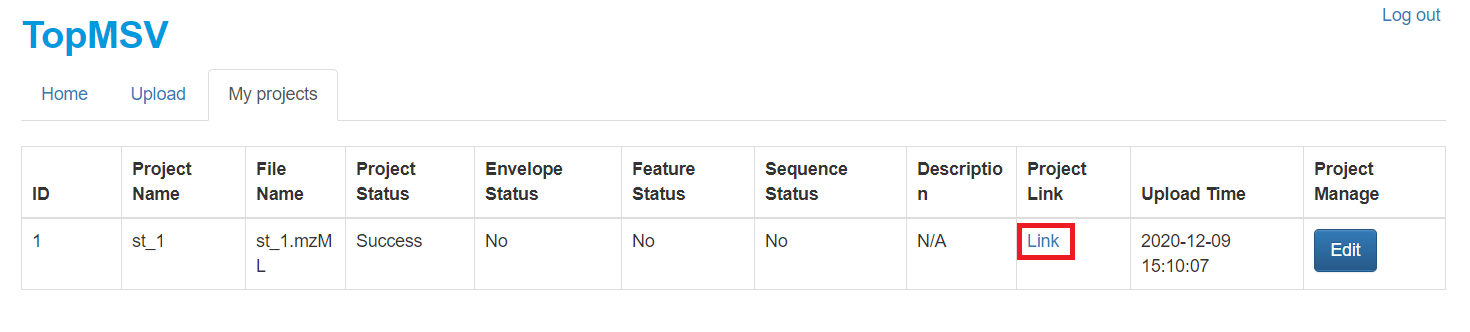 Log out
TopMSV
Home Upload My projects
Project File Project Envelope Feature Sequence Descriptio Project Project
ID Name Name Status Status Status Status n Link Upload Time Manage
1 st_1 st_1.mzM Success No No No N/A Link 2020-12-09 Edit
L 15:10:07